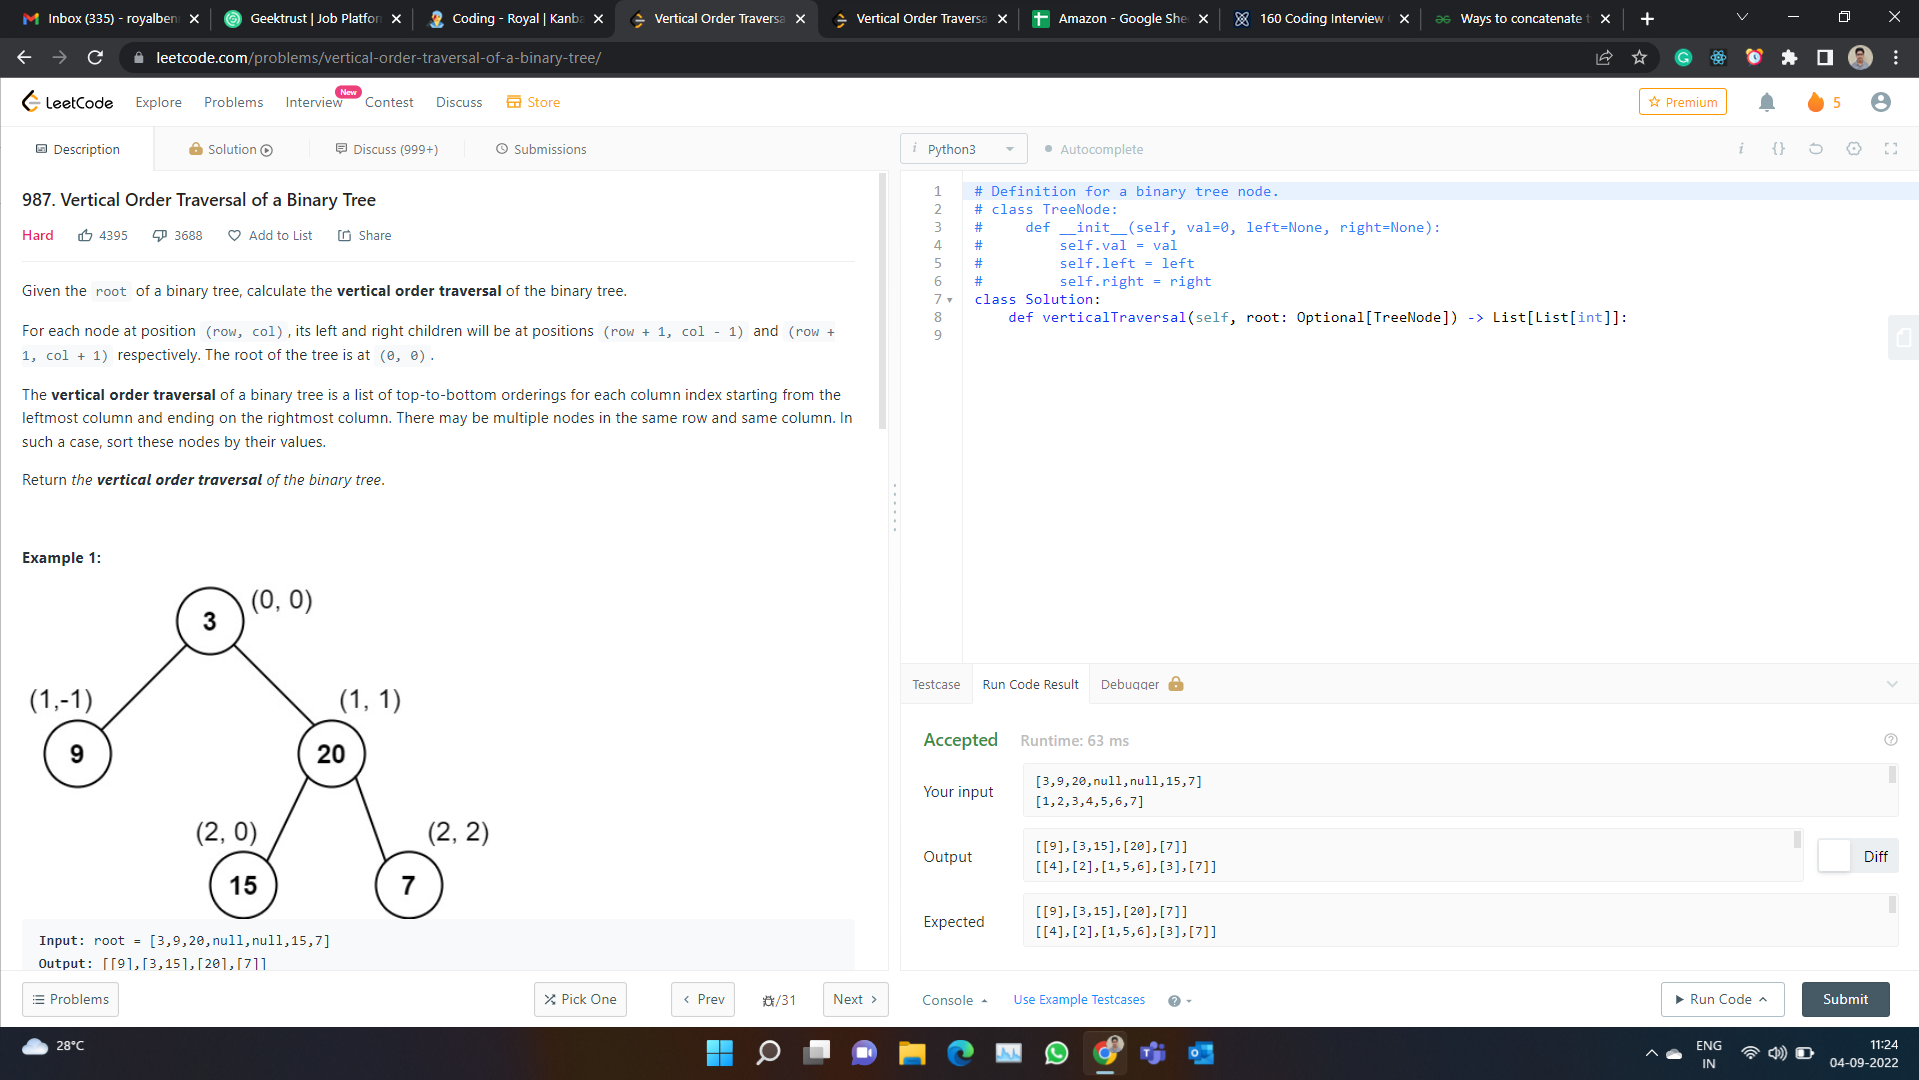 Inbox (335) - royalben
Geektrust | Job Platfor
Coding - Royal | Kanba
Vertical Order Traversa
Vertical Order Traversa
Amazon - Google She
160 Coding Interview
Ways to concatenate t
leetcode.com/problems/vertical-order-traversal-of-a-binary-tree/
LeetCode
Explore
Problems
Interview
New
Contest
Discuss
Store
Premium
5
Description
Solution
Discuss (999+)
Submissions
i Python3
Autocomplete
i
{}
987. Vertical Order Traversal of a Binary Tree
Hard
4395
3688
Add to List
Share
Given the root of a binary tree, calculate the vertical order traversal of the binary tree.
For each node at position (row, col), its left and right children will be at positions (row + 1, col - 1) and (row +
1, col + 1) respectively. The root of the tree is at (0, 0).
The vertical order traversal of a binary tree is a list of top-to-bottom orderings for each column index starting from the
leftmost column and ending on the rightmost column. There may be multiple nodes in the same row and same column. In
such a case, sort these nodes by their values.
Return the vertical order traversal of the binary tree.
Example 1:
3
(0, 0)
(1,-1)
(1, 1)
9
20
(2, 0)
(2, 2)
15
7
Input: root = [3,9,20,null,null,15,7]
Output: [[9],[3,15],[20],[7]]
Problems
Pick One
Prev
/31
Next
1 # Definition for a binary tree node.
2 # class TreeNode:
3 #     def __init__(self, val=0, left=None, right=None):
4 #         self.val = val
5 #         self.left = left
6 #         self.right = right
7 class Solution:
8     def verticalTraversal(self, root: Optional[TreeNode]) -> List[List[int]]:
9
Testcase
Run Code Result
Debugger
Accepted
Runtime: 63 ms
Your input
[3,9,20,null,null,15,7]
[1,2,3,4,5,6,7]
Output
[[9],[3,15],[20],[7]]
[[4],[2],[1,5,6],[3],[7]]
Diff
Expected
[[9],[3,15],[20],[7]]
[[4],[2],[1,5,6],[3],[7]]
Console
Use Example Testcases
Run Code
Submit
28°C
ENG
IN
11:24
04-09-2022